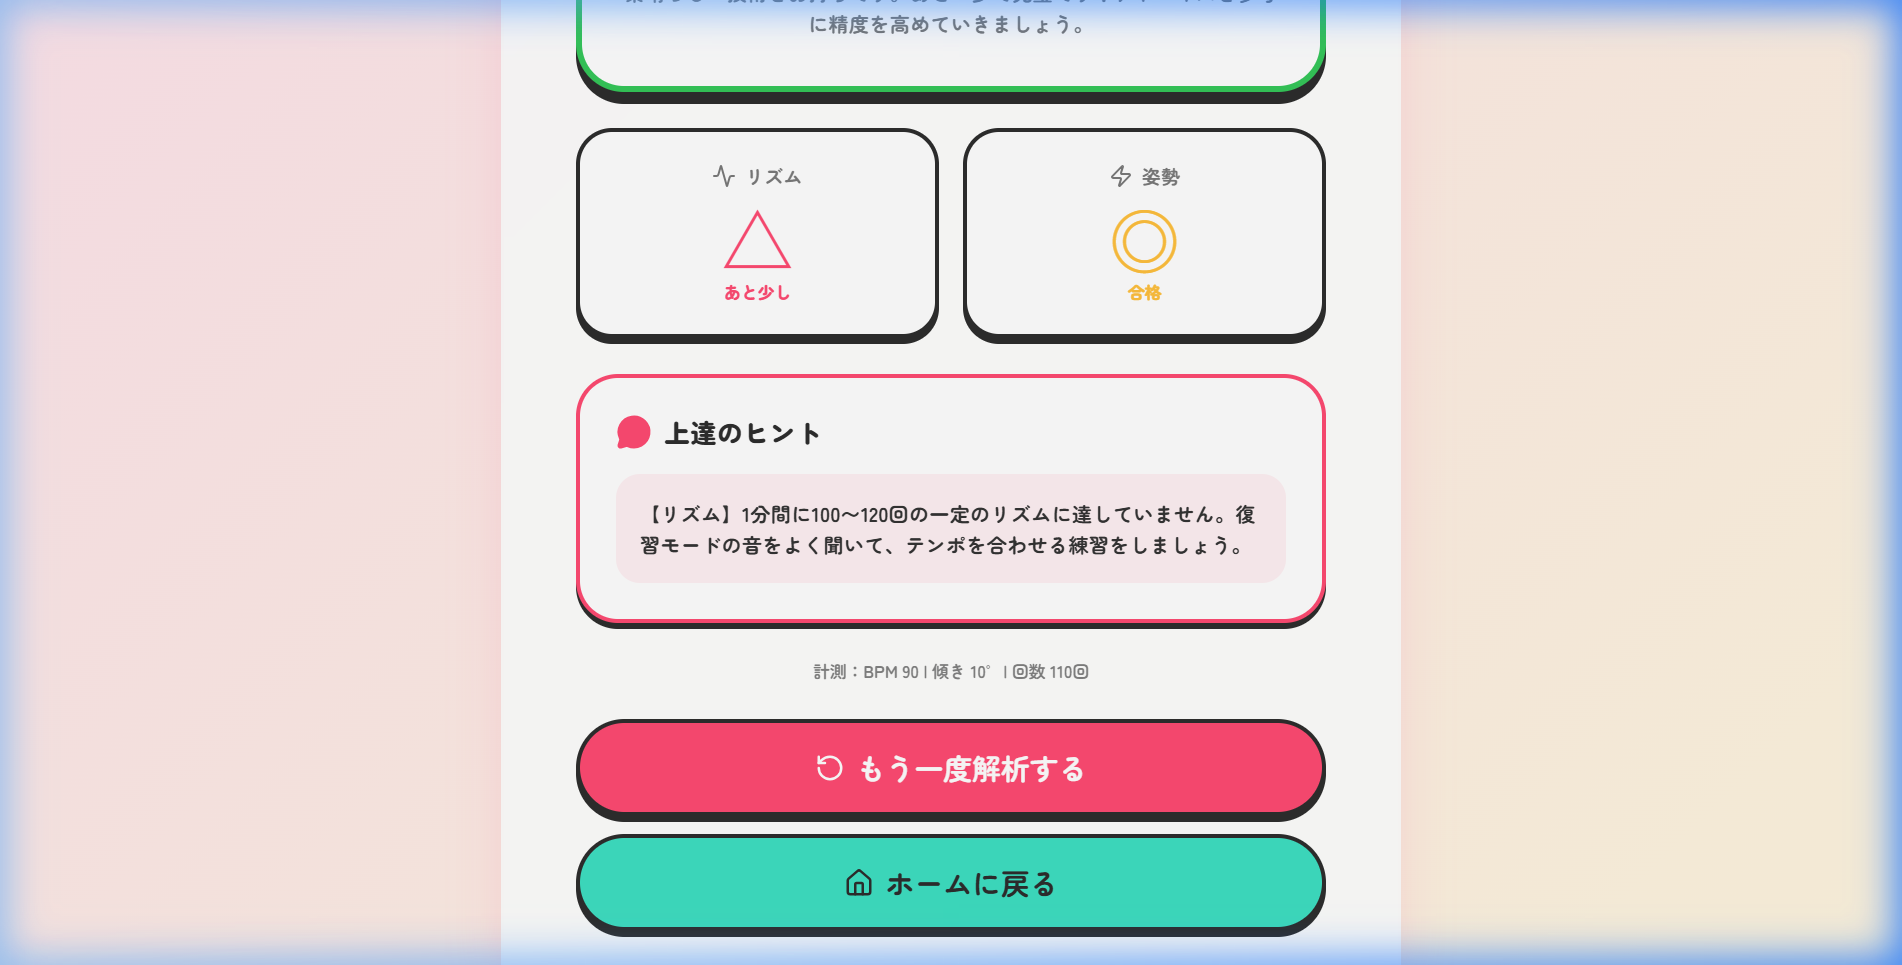 に精度を高めていきましょう。
リズム
姿勢
あと少し
合格
上達のヒント
【リズム】1分間に100〜120回の一定のリズムに達していません。復
習モードの音をよく聞いて、テンポを合わせる練習をしましょう。
計測：BPM 90 | 傾き 10° | 回数 110回
もう一度解析する
ホームに戻る